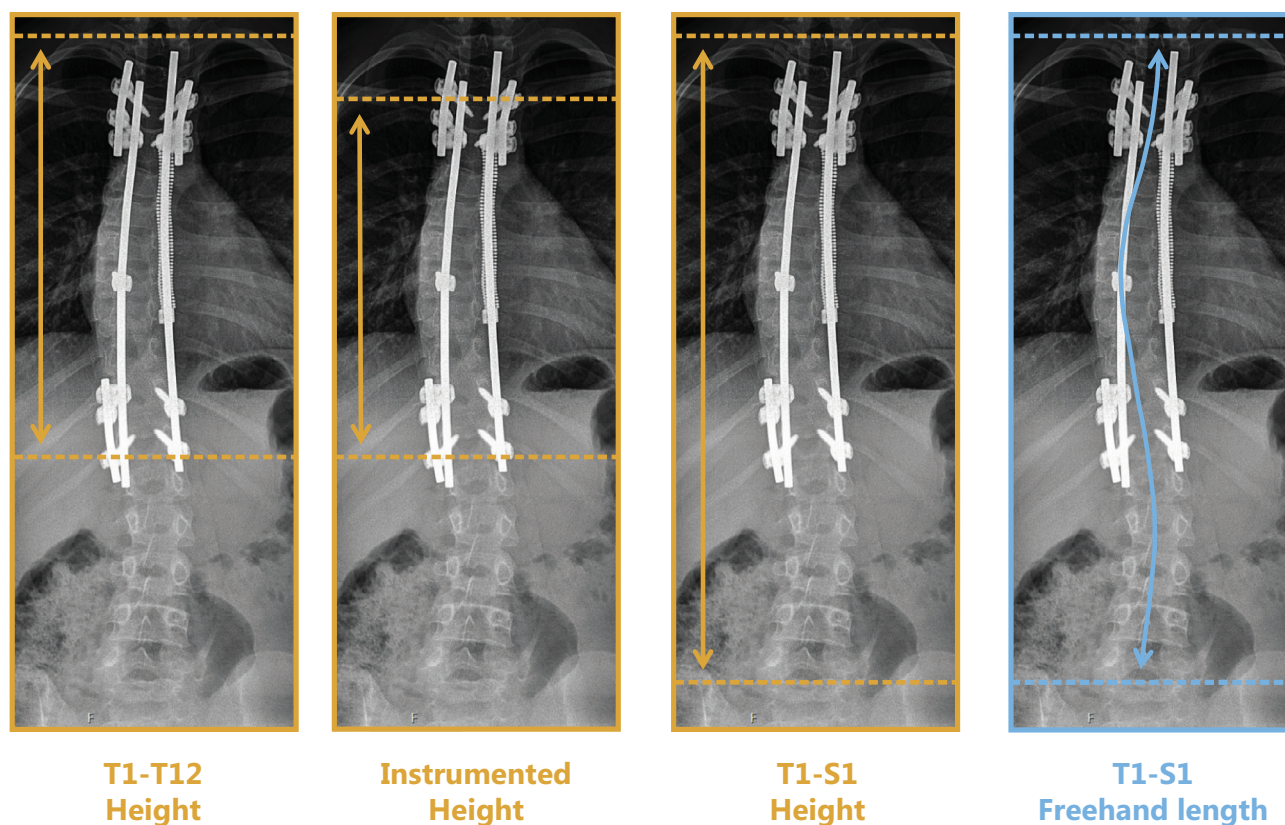 F
F
F
F
T1-T12
Height
Instrumented
Height
T1-S1
Height
T1-S1
Freehand length